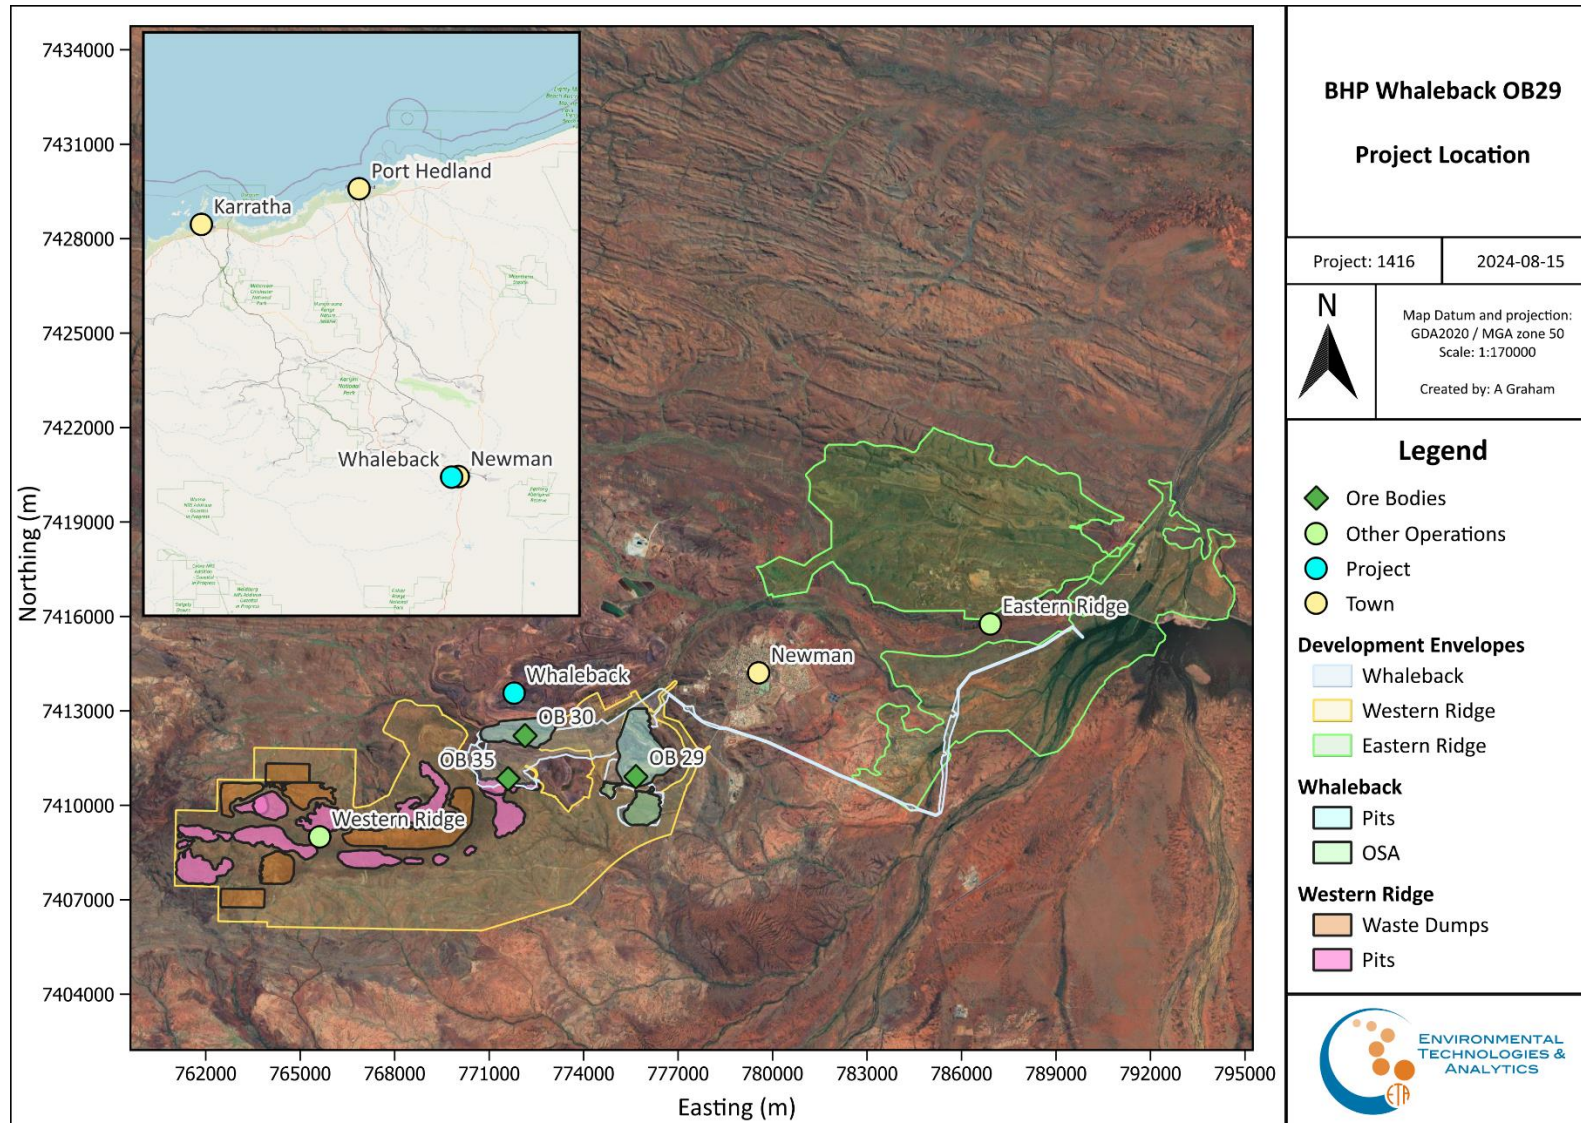 7434000
7431000
7428000
7425000
7422000
7419000
7416000
7413000
7410000
7407000
7404000
Northing (m)
762000
765000
768000
771000
774000
777000
780000
783000
786000
789000
792000
795000
Easting (m)
Port Hedland
Karratha
Whaleback
Newman
Eastern Ridge
Newman
Whaleback
OB 30
OB 35
OB 29
Western Ridge
BHP Whaleback OB29
Project Location
Project: 1416
2024-08-15
N
Map Datum and projection:
GDA2020 / MGA zone 50
Scale: 1:170000
Created by: A Graham
Legend
Ore Bodies
Other Operations
Project
Town
Development Envelopes
Whaleback
Western Ridge
Eastern Ridge
Whaleback
Pits
OSA
Western Ridge
Waste Dumps
Pits
ENVIRONMENTAL
TECHNOLOGIES &
ANALYTICS
ETA